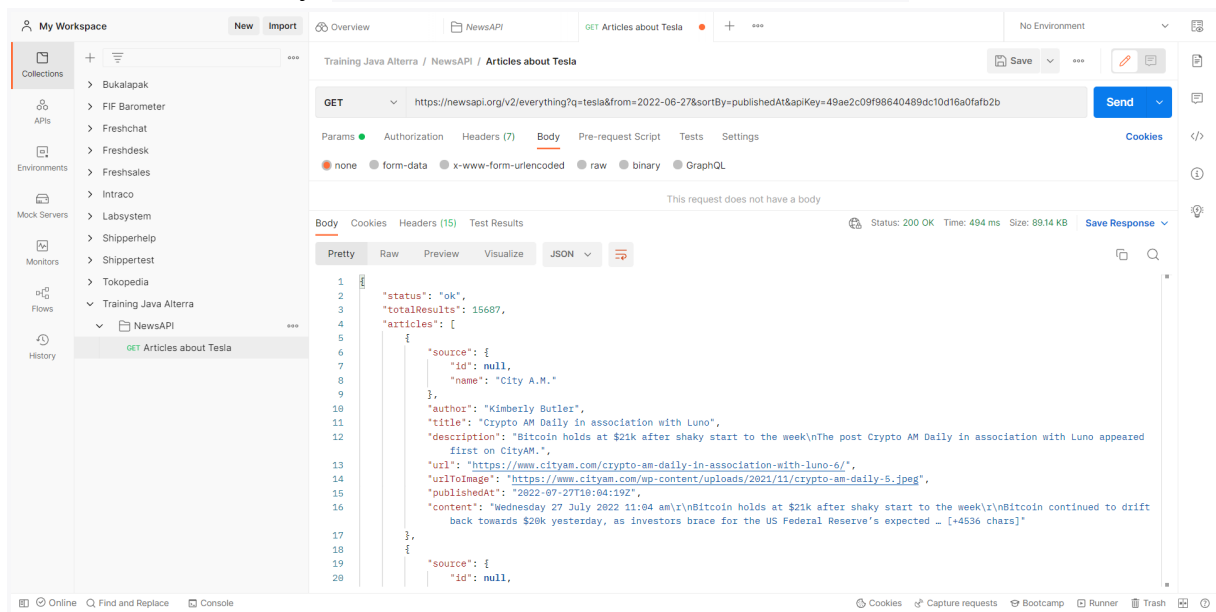 My Workspace
New
Import
Overview
NewsAPI
GET Articles about Tesla
No Environment
Collections
APIs
Environments
Mock Servers
Monitors
Flows
History
Bukalapak
FIF Barometer
Freshchat
Freshdesk
Freshsales
Intraco
Labsystem
Shipperhelp
Shippertest
Tokopedia
Training Java Alterra
NewsAPI
GET Articles about Tesla
Training Java Alterra / NewsAPI / Articles about Tesla
Save
GET
https://newsapi.org/v2/everything?q=tesla&from=2022-06-27&sortBy=publishedAt&apiKey=49ae2c09f98640489dc10d16a0fafb2b
Send
Params
Authorization
Headers (7)
Body
Pre-request Script
Tests
Settings
Cookies
none
form-data
x-www-form-urlencoded
raw
binary
GraphQL
This request does not have a body
Body
Cookies
Headers (15)
Test Results
Status: 200 OK
Time: 494 ms
Size: 89.14 KB
Save Response
Pretty
Raw
Preview
Visualize
JSON
1 {
2 "status": "ok",
3 "totalResults": 15687,
4 "articles": [
5 {
6 "source": {
7 "id": null,
8 "name": "City A.M."
9 },
10 "author": "Kimberly Butler",
11 "title": "Crypto AM Daily in association with Luno",
12 "description": "Bitcoin holds at $21k after shaky start to the week\nThe post Crypto AM Daily in association with Luno appeared
first on CityAM.",
13 "url": "https://www.cityam.com/crypto-am-daily-in-association-with-luno-6/",
14 "urlToImage": "https://www.cityam.com/wp-content/uploads/2021/11/crypto-am-daily-5.jpeg",
15 "publishedAt": "2022-07-27T10:04:19Z",
16 "content": "Wednesday 27 July 2022 11:04 am\r\nBitcoin holds at $21k after shaky start to the week\r\nBitcoin continued to drift
back towards $20k yesterday, as investors brace for the US Federal Reserve's expected … [+4536 chars]"
17 },
18 {
19 "source": {
20 "id": null,
Online
Find and Replace
Console
Cookies
Capture requests
Bootcamp
Runner
Trash